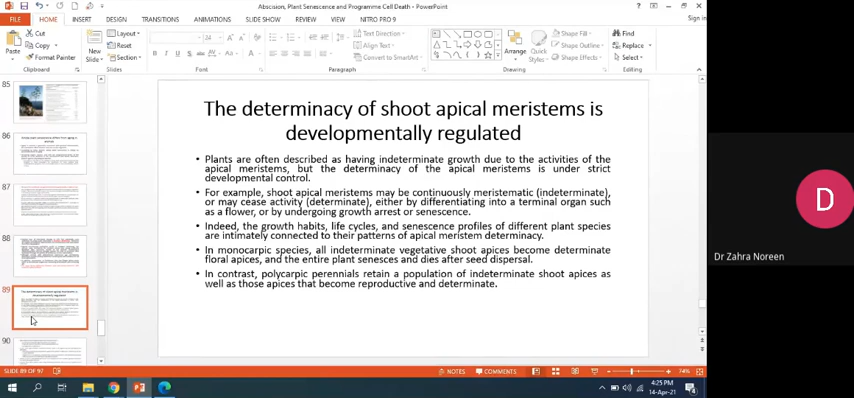 Abscision, Plant Senescence and Programme Cell Death - PowerPoint
Sign in
FILE HOME INSERT DESIGN TRANSITIONS ANIMATIONS SLIDE SHOW REVIEW VIEW NITRO PRO 9
Paste
Cut
Copy
Format Painter
Clipboard
New
Slide
Layout
Reset
Section
Slides
Font
Text Direction
Align Text
Convert to SmartArt
Paragraph
Arrange
Quick
Styles
Shape Fill
Shape Outline
Shape Effects
Drawing
Find
Replace
Select
Editing
85
86
87
88
89
90
The determinacy of shoot apical meristems is
developmentally regulated
• Plants are often described as having indeterminate growth due to the activities of the
apical meristems, but the determinacy of the apical meristems is under strict
developmental control.
• For example, shoot apical meristems may be continuously meristematic (indeterminate),
or may cease activity (determinate), either by differentiating into a terminal organ such
as a flower, or by undergoing growth arrest or senescence.
• Indeed, the growth habits, life cycles, and senescence profiles of different plant species
are intimately connected to their patterns of apical meristem determinacy.
• In monocarpic species, all indeterminate vegetative shoot apices become determinate
floral apices, and the entire plant senesces and dies after seed dispersal.
• In contrast, polycarpic perennials retain a population of indeterminate shoot apices as
well as those apices that become reproductive and determinate.
D
Dr Zahra Noreen
SLIDE 89 OF 97
NOTES
COMMENTS
74%
4:25 PM
14-Apr-21